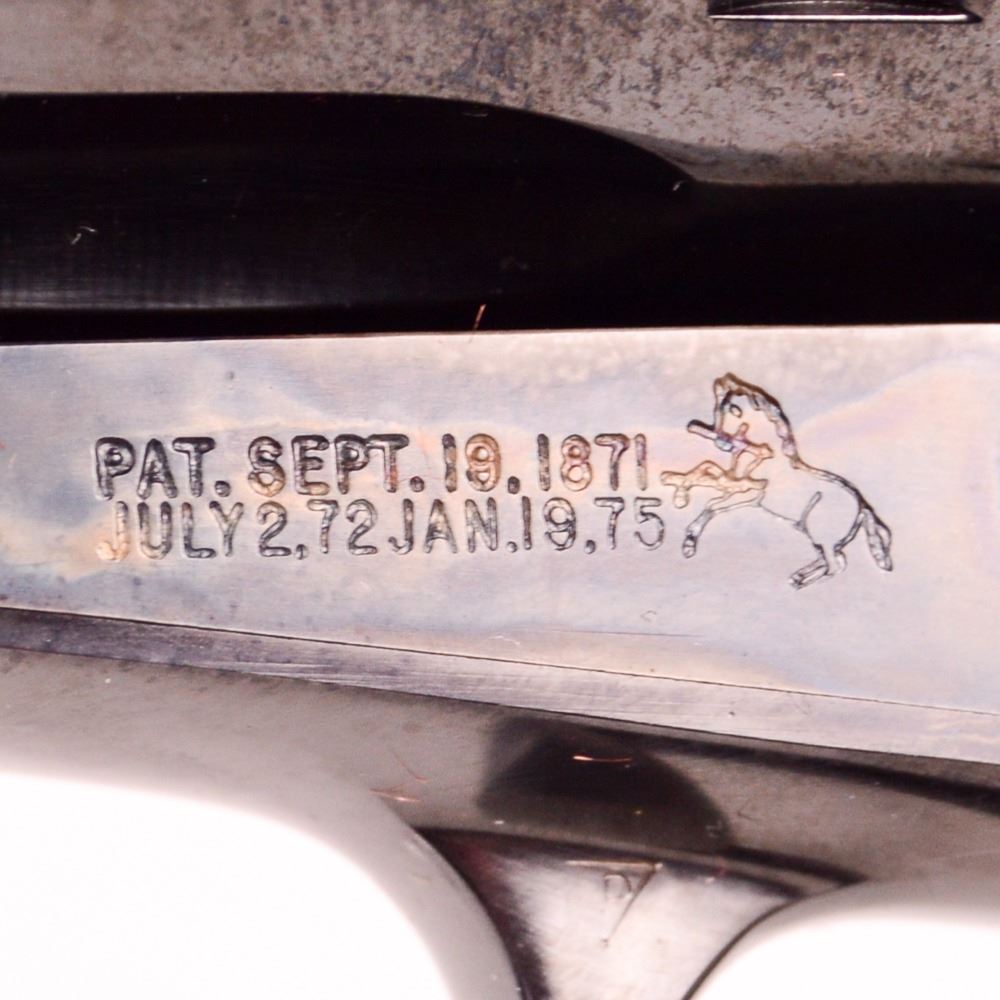 PAT. SEPT. 19. 1871
JULY 2, 72 JAN. 19, 75
P